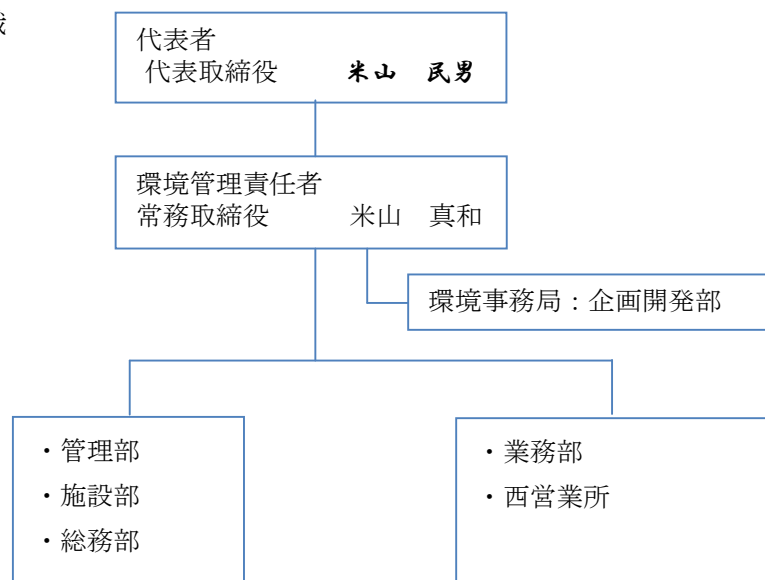 代表者
代表取締役　　米山　民男
環境管理責任者
常務取締役　　米山　真和
環境事務局：企画開発部
・管理部
・施設部
・総務部
・業務部
・西営業所